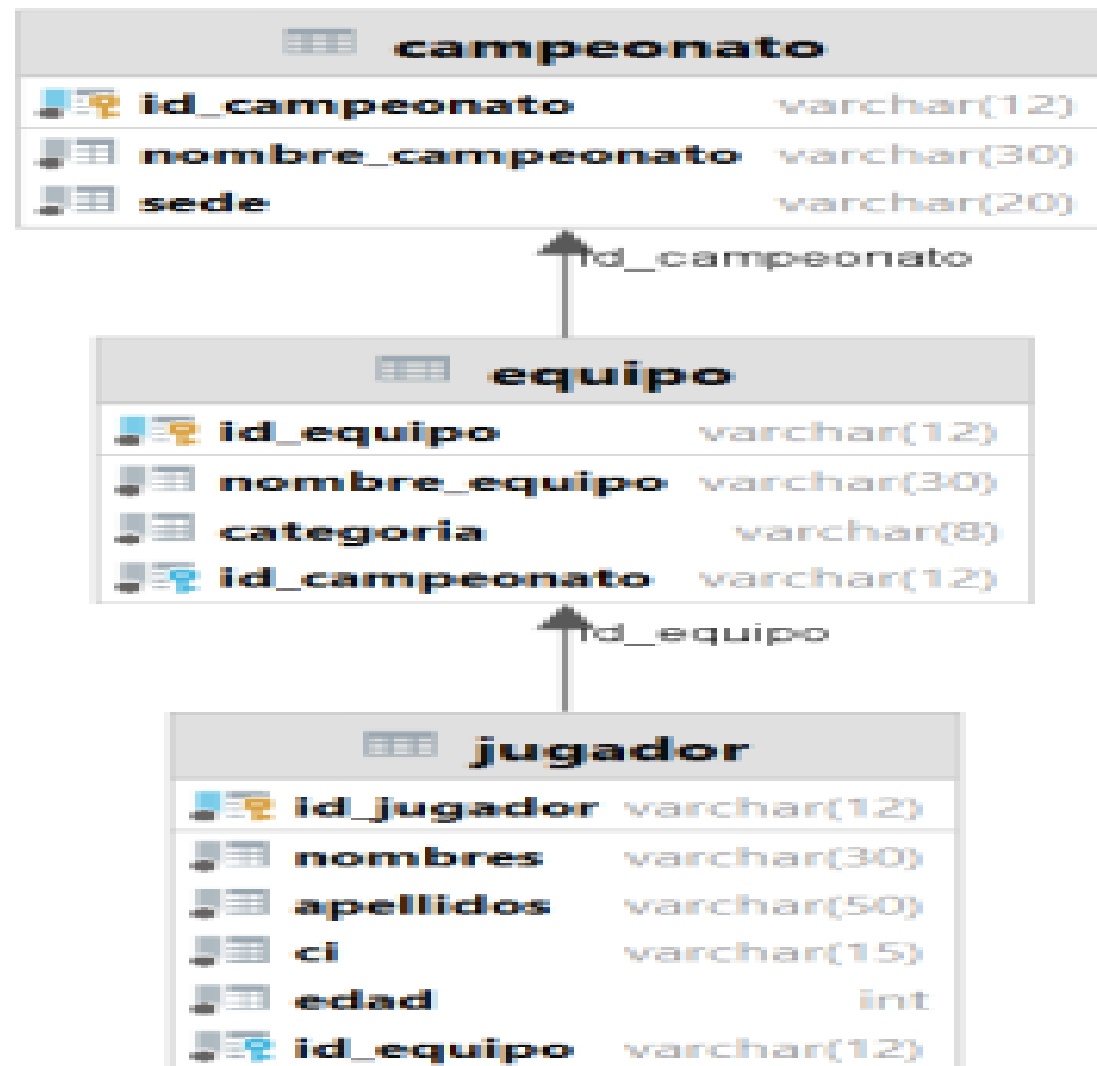 campeonato
id_campeonato varchar(12)
nombre_campeonato varchar(30)
sede varchar(20)
id_campeonato
equipo
id_equipo varchar(12)
nombre_equipo varchar(30)
categoria varchar(8)
id_campeonato varchar(12)
id_equipo
jugador
id_jugador varchar(12)
nombres varchar(30)
apellidos varchar(50)
ci varchar(15)
edad int
id_equipo varchar(12)